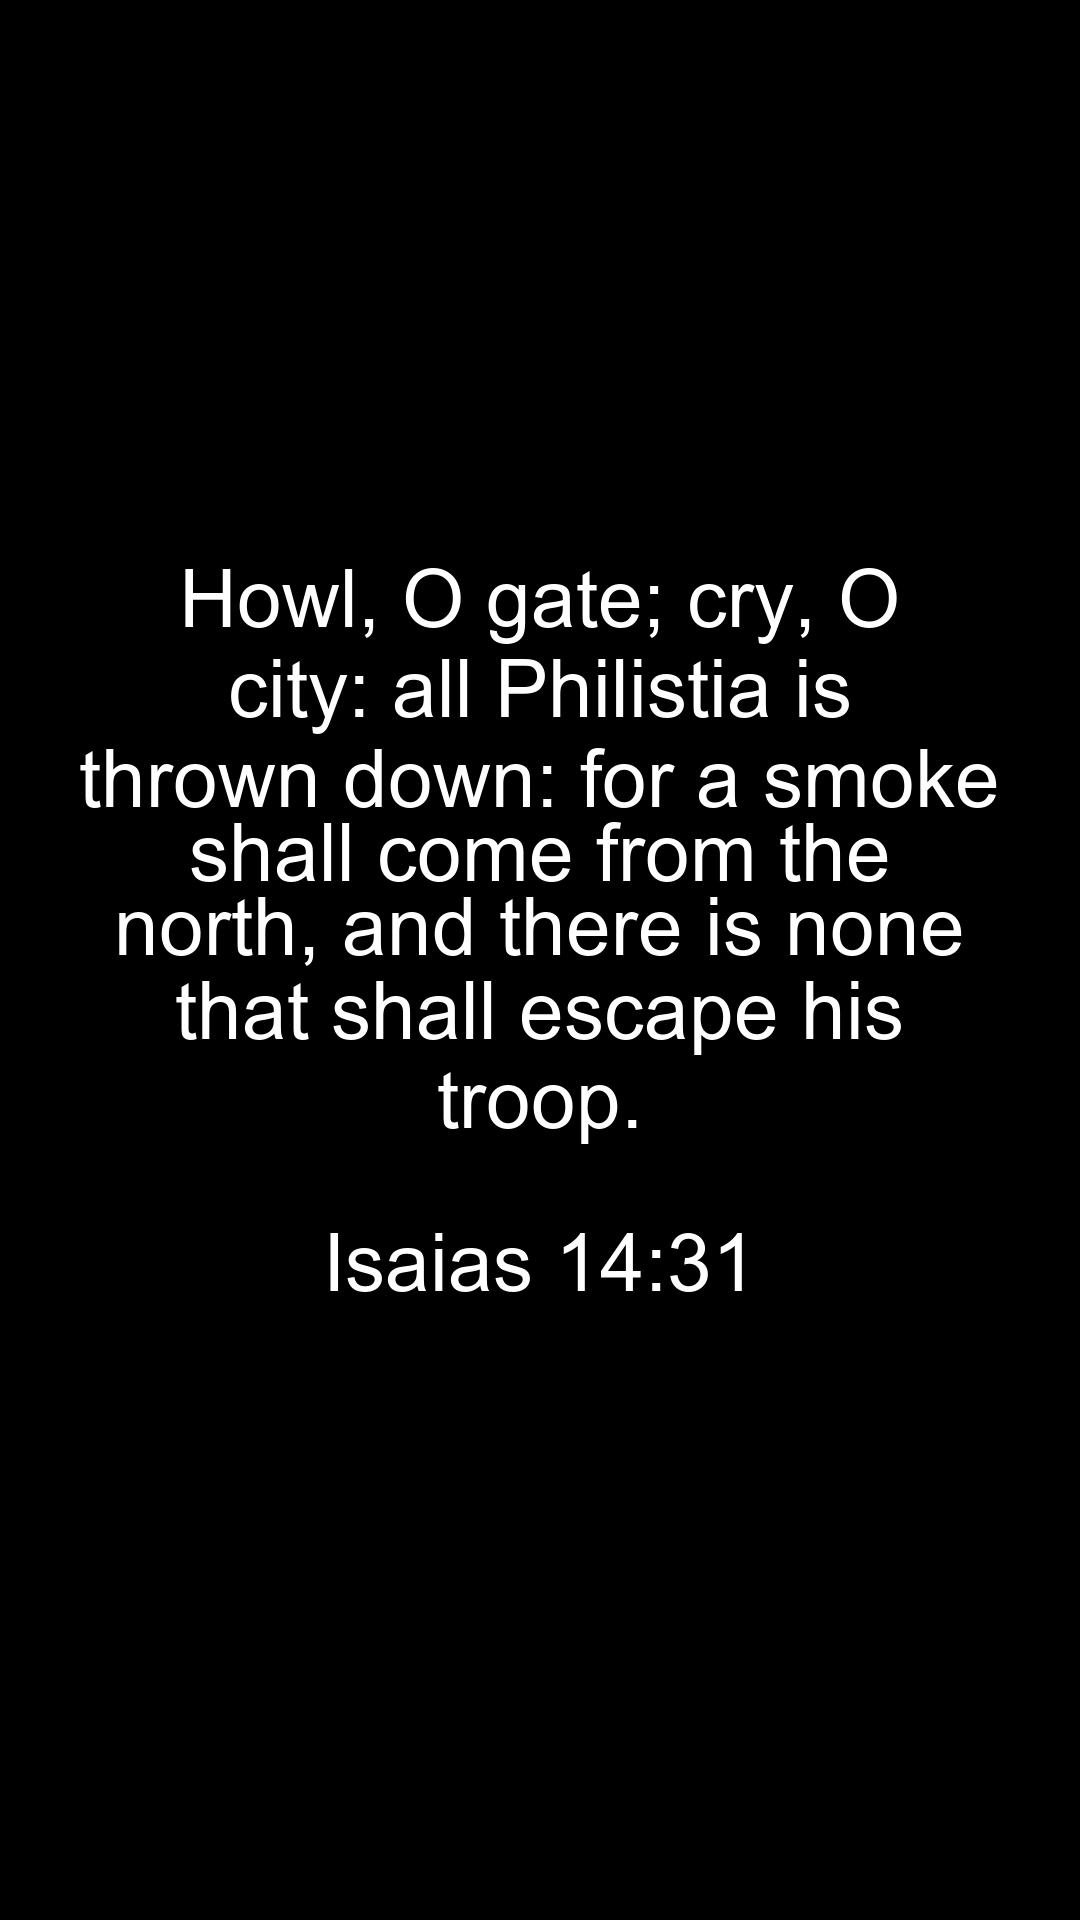 Howl, O gate; cry, O
city: all Philistia is
thrown down: for a smoke
shall come from the
north, and there is none
that shall escape his
troop.
Isaias 14:31